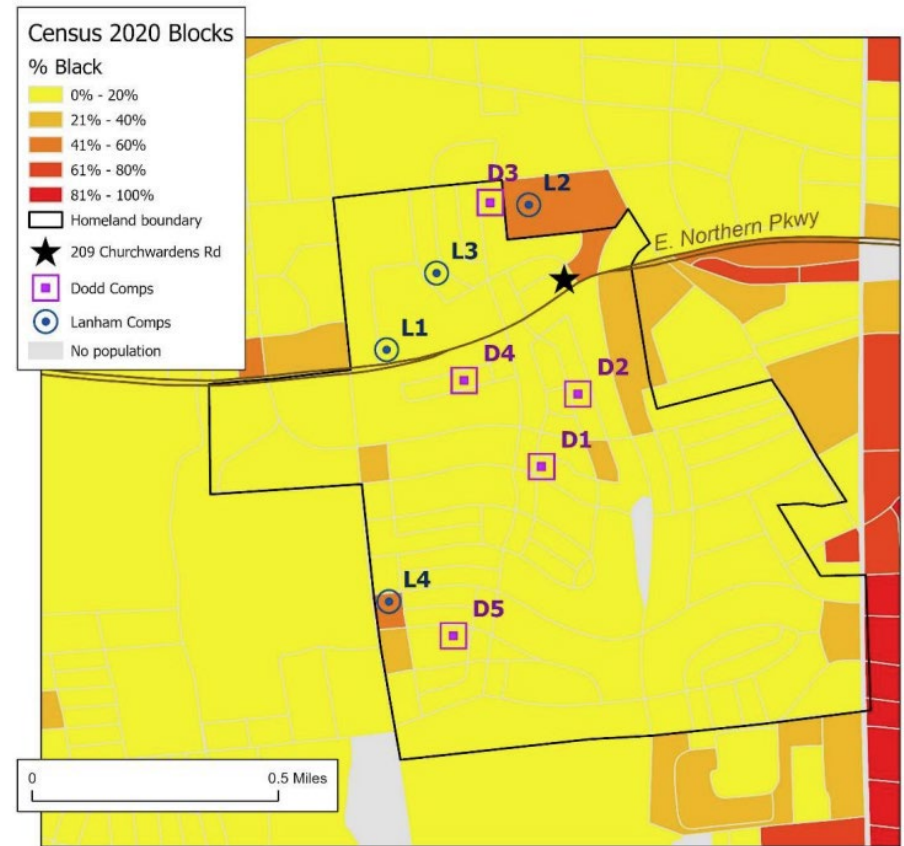 Census 2020 Blocks
% Black
0% - 20%
21% - 40%
41% - 60%
61% - 80%
81% - 100%
Homeland boundary
209 Churchwardens Rd
Dodd Comps
Lanham Comps
No population
D3
L2
E. Northern Pkwy
L3
L1
D4
D2
D1
L4
D5
0
0.5 Miles